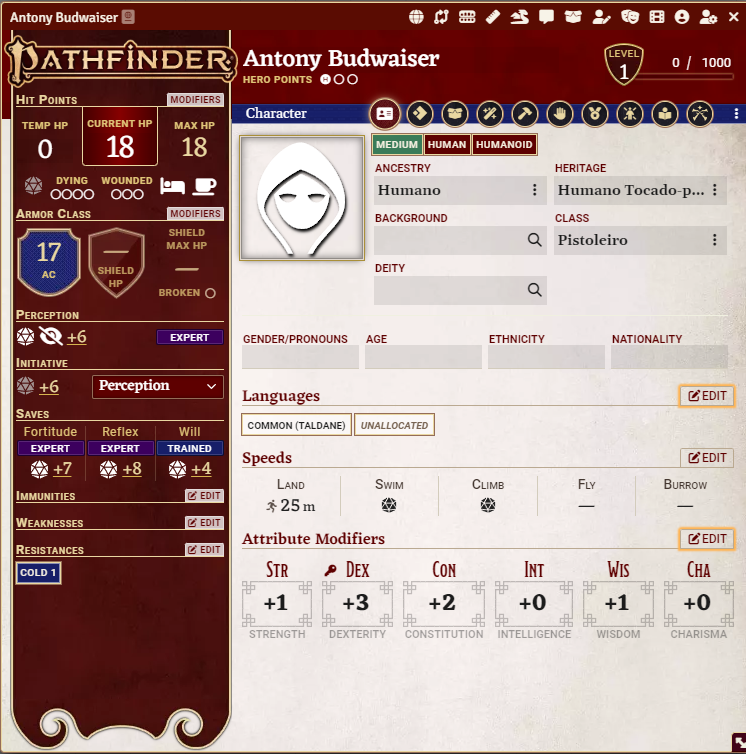 Antony Budwaiser
PATHFINDER
Antony Budwaiser
HERO POINTS H
LEVEL 1
0 / 1000
HIT POINTS MODIFIERS
TEMP HP CURRENT HP MAX HP
0 18 18
DYING WOUNDED
ARMOR CLASS MODIFIERS
17 AC
— SHIELD HP
SHIELD MAX HP
—
BROKEN
PERCEPTION
+6 EXPERT
INITIATIVE
+6 Perception
SAVES
Fortitude Reflex Will
EXPERT EXPERT TRAINED
+7 +8 +4
IMMUNITIES EDIT
WEAKNESSES EDIT
RESISTANCES EDIT
COLD 1
Character
MEDIUM HUMAN HUMANOID
ANCESTRY HERITAGE
Humano Humano Tocado-p...
BACKGROUND CLASS
Pistoleiro
DEITY
GENDER/PRONOUNS AGE ETHNICITY NATIONALITY
Languages EDIT
COMMON (TALDANE) UNALLOCATED
Speeds EDIT
LAND SWIM CLIMB FLY BURROW
25 m — —
Attribute Modifiers EDIT
STR DEX CON INT WIS CHA
+1 +3 +2 +0 +1 +0
STRENGTH DEXTERITY CONSTITUTION INTELLIGENCE WISDOM CHARISMA